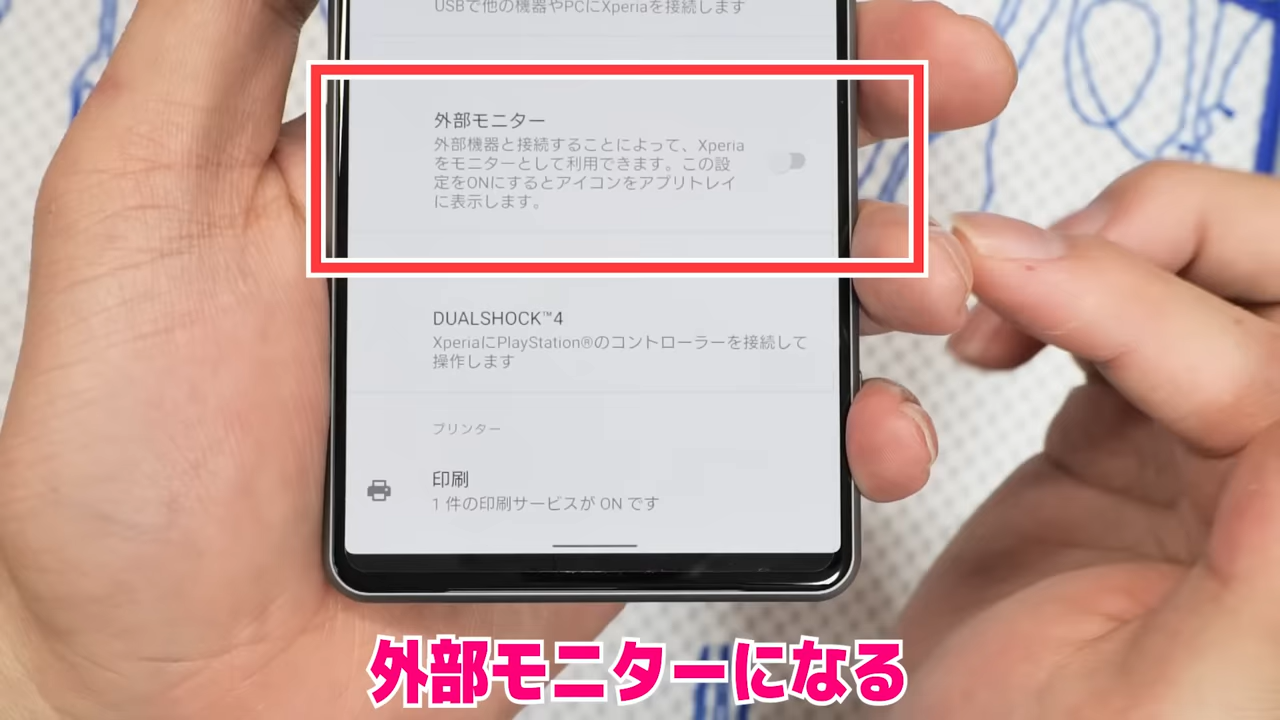 USBで他の機器やPCにXperiaを接続します
外部モニター
外部機器と接続することによって、Xperia
をモニターとして利用できます。この設
定をONにするとアイコンをアプリトレイ
に表示します。
DUALSHOCK™4
XperiaにPlayStation®のコントローラーを接続して
操作します
プリンター
印刷
1 件の印刷サービスが ON です
外部モニターになる